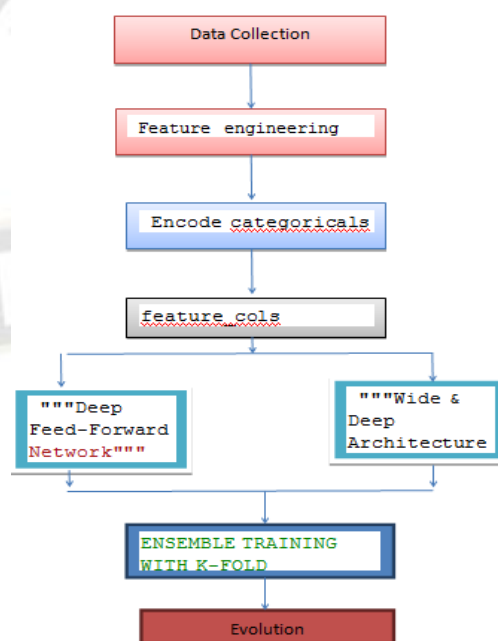 Data Collection
Feature engineering
Encode categoricals
feature_cols
"""Deep
Feed-Forward
Network"""
"""Wide &
Deep
Architecture
ENSEMBLE TRAINING
WITH K-FOLD
Evolution